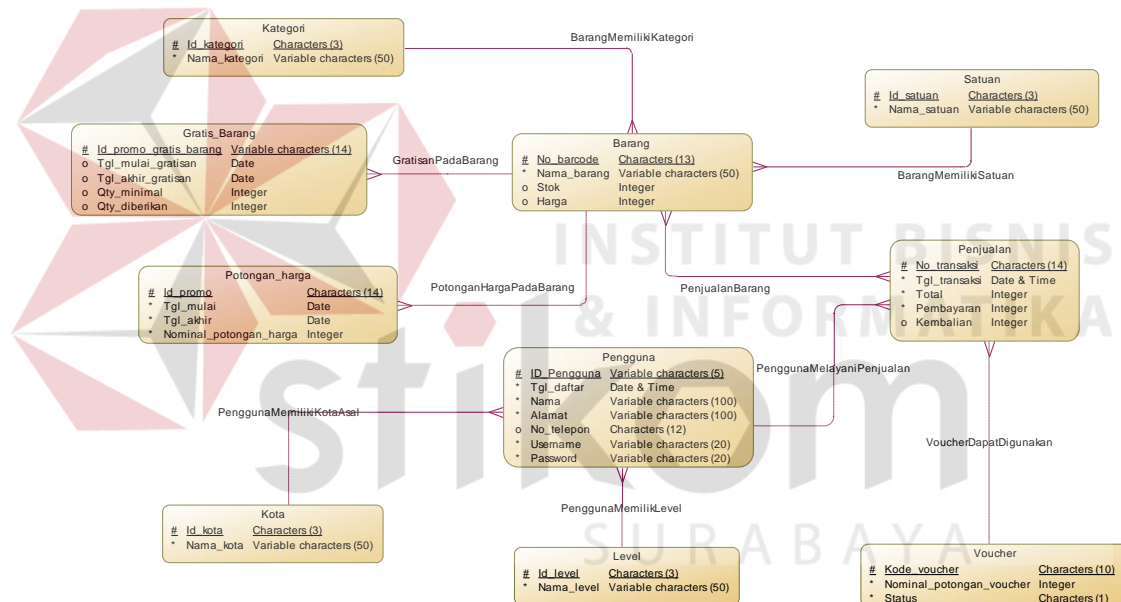 Kategori
# Id_kategori Characters (3)
* Nama_kategori Variable characters (50)
BarangMemilikiKategori
Satuan
# Id_satuan Characters (3)
* Nama_satuan Variable characters (50)
BarangMemilikiSatuan
Gratis_Barang
# Id_promo_gratis_barang Variable characters (14)
o Tgl_mulai_gratisan Date
o Tgl_akhir_gratisan Date
o Qty_minimal Integer
o Qty_diberikan Integer
GratisanPadaBarang
Barang
# No_barcode Characters (13)
* Nama_barang Variable characters (50)
o Stok Integer
o Harga Integer
INSTITUT BISNIS
& INFORMATIKA
stikom
SURABAYA
Potongan_harga
# Id_promo Characters (14)
* Tgl_mulai Date
* Tgl_akhir Date
* Nominal_potongan_harga Integer
PotonganHargaPadaBarang
PenjualanBarang
Penjualan
# No_transaksi Characters (14)
* Tgl_transaksi Date & Time
* Total Integer
* Pembayaran Integer
o Kembalian Integer
Pengguna
# ID_Pengguna Variable characters (5)
* Tgl_daftar Date & Time
* Nama Variable characters (100)
* Alamat Variable characters (100)
o No_telepon Characters (12)
* Username Variable characters (20)
* Password Variable characters (20)
PenggunaMelayaniPenjualan
PenggunaMemilikiKotaAsal
VoucherDapatDigunakan
PenggunaMemilikLevel
Kota
# Id_kota Characters (3)
* Nama_kota Variable characters (50)
Level
# Id_level Characters (3)
* Nama_level Variable characters (50)
Voucher
# Kode_voucher Characters (10)
* Nominal_potongan_voucher Integer
* Status Characters (1)